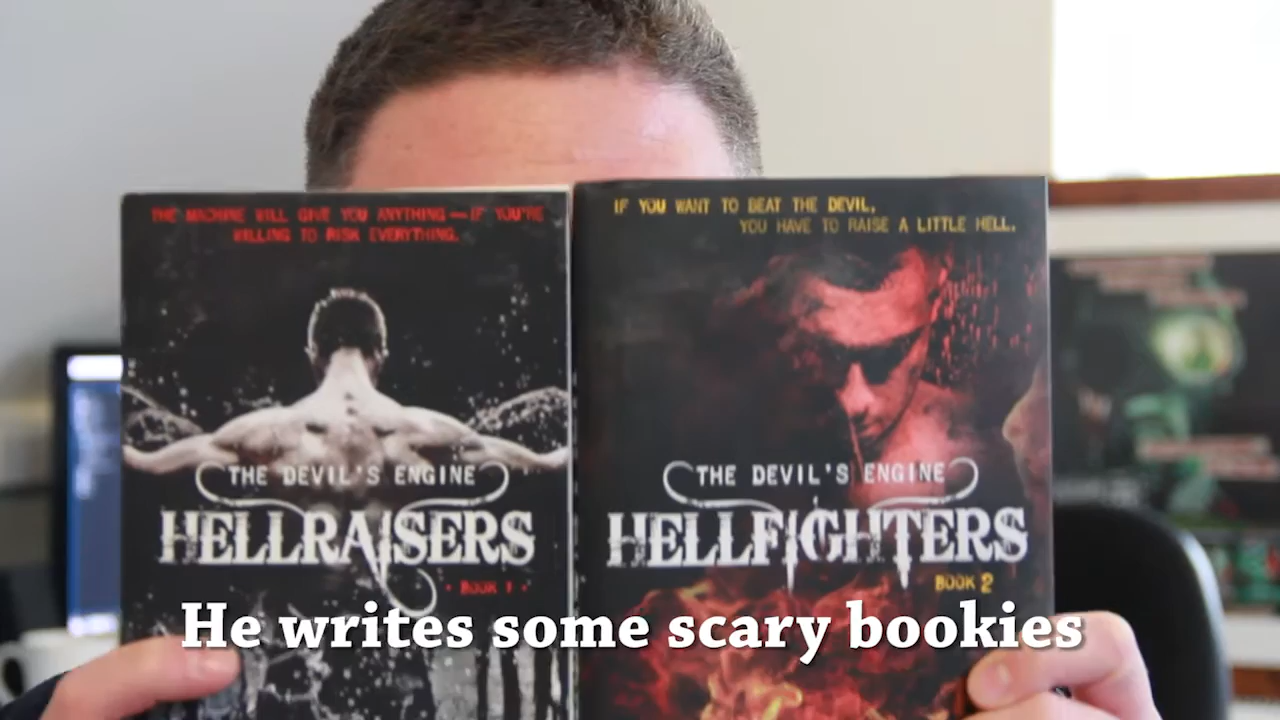 THE MACHINE WILL GIVE YOU ANYTHING—IF YOU'RE
WILLING TO RISK EVERYTHING.
THE DEVIL'S ENGINE
HELLRAISERS
• BOOK 1 •
IF YOU WANT TO BEAT THE DEVIL,
YOU HAVE TO RAISE A LITTLE HELL.
THE DEVIL'S ENGINE
HELLFIGHTERS
BOOK 2
He writes some scary bookies